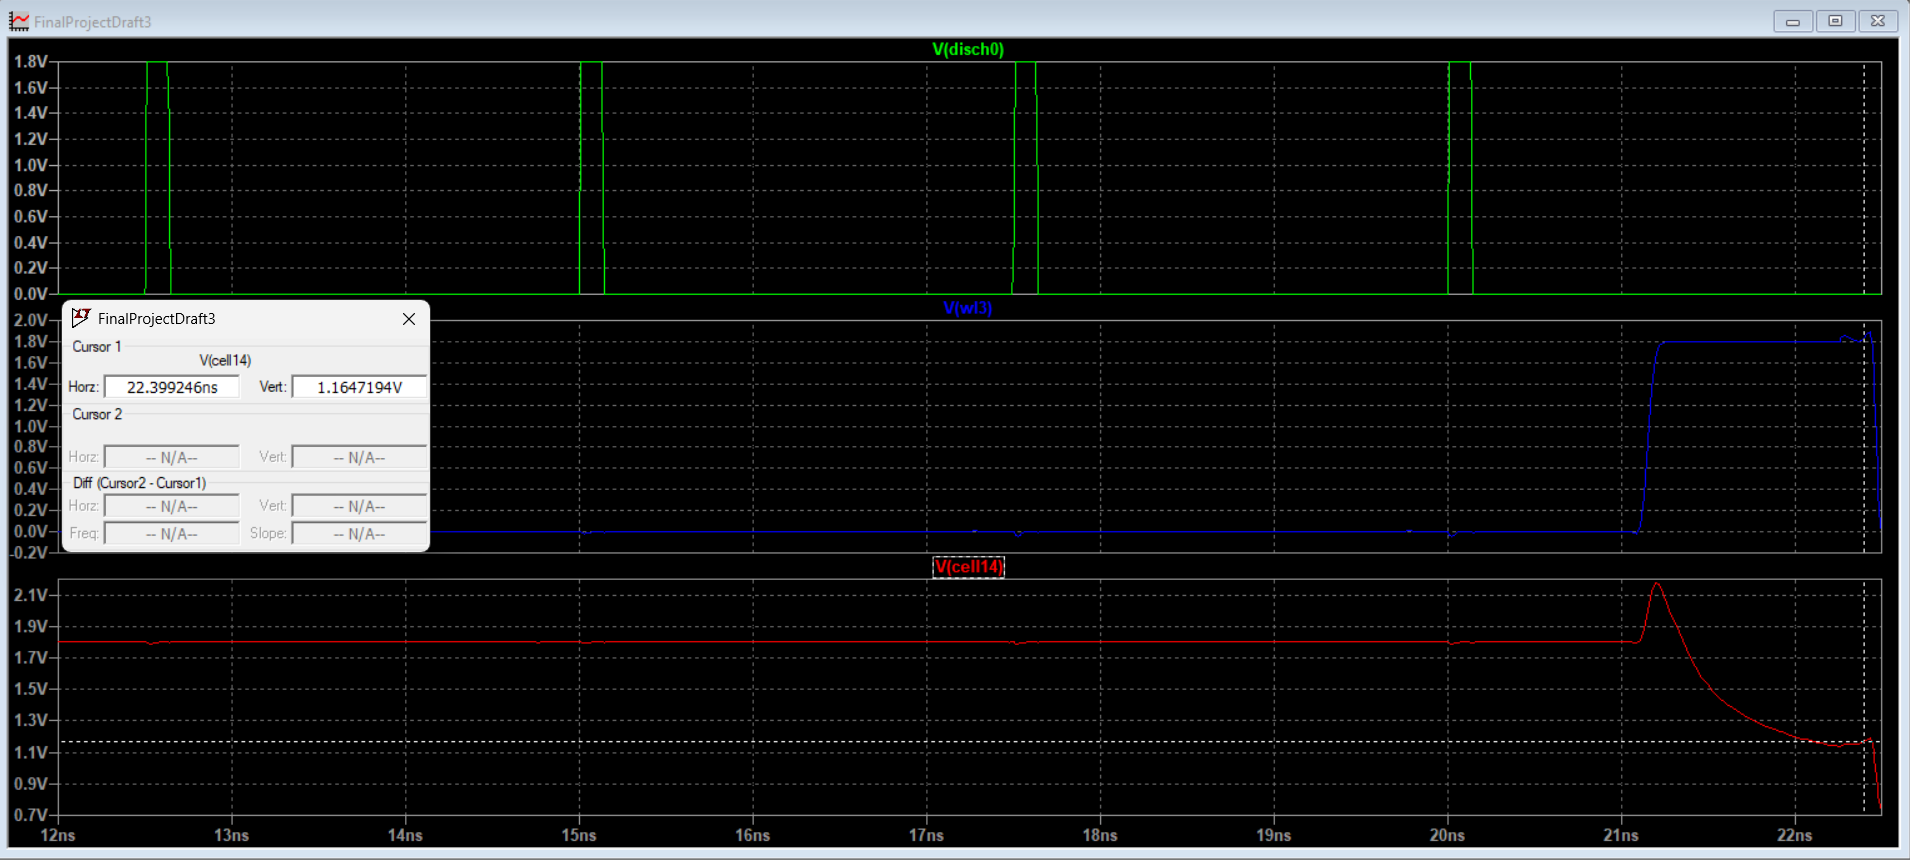 FinalProjectDraft3
V(disch0)
1.8V
1.6V
1.4V
1.2V
1.0V
0.8V
0.6V
0.4V
0.2V
0.0V
V(wl3)
2.0V
1.8V
1.6V
1.4V
1.2V
1.0V
0.8V
0.6V
0.4V
0.2V
0.0V
-0.2V
FinalProjectDraft3
Cursor 1
V(cell14)
Horz: 22.399246ns Vert: 1.1647194V
Cursor 2
Horz: -- N/A-- Vert: -- N/A--
Diff (Cursor2 - Cursor1)
Horz: -- N/A-- Vert: -- N/A--
Freq: -- N/A-- Slope: -- N/A--
V(cell14)
2.1V
1.9V
1.7V
1.5V
1.3V
1.1V
0.9V
0.7V
12ns 13ns 14ns 15ns 16ns 17ns 18ns 19ns 20ns 21ns 22ns